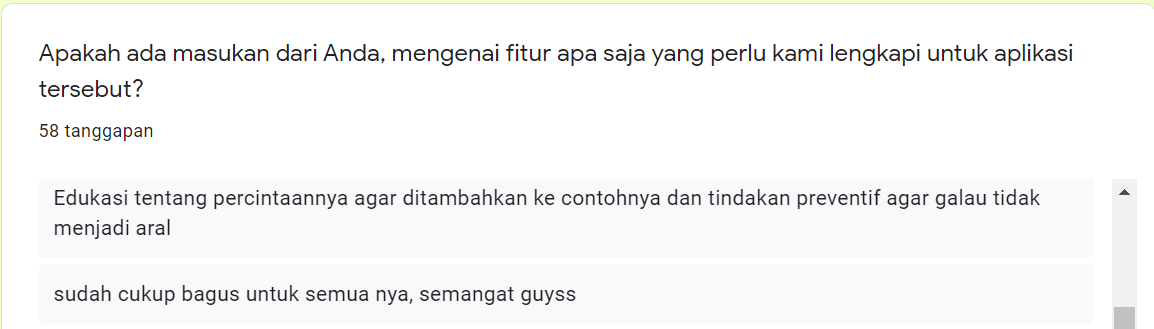 Apakah ada masukan dari Anda, mengenai fitur apa saja yang perlu kami lengkapi untuk aplikasi
tersebut?
58 tanggapan
Edukasi tentang percintaannya agar ditambahkan ke contohnya dan tindakan preventif agar galau tidak
menjadi aral
sudah cukup bagus untuk semua nya, semangat guyss